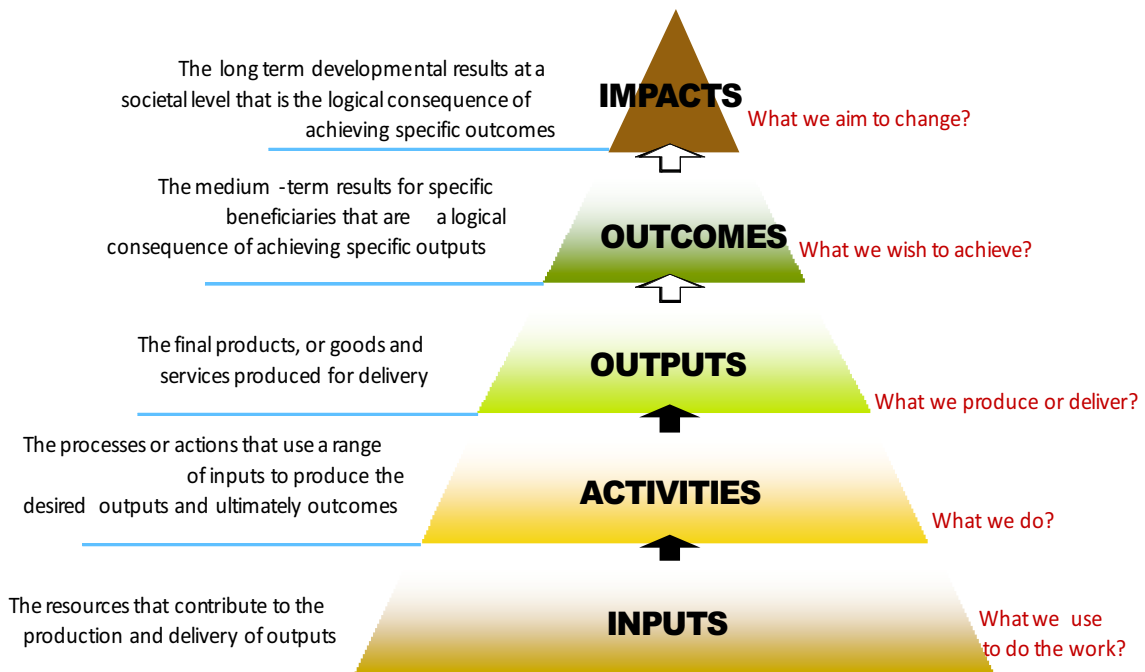 The long term developmental results at a
societal level that is the logical consequence of
achieving specific outcomes
IMPACTS
What we aim to change?
The medium -term results for specific
beneficiaries that are a logical
consequence of achieving specific outputs
OUTCOMES
What we wish to achieve?
The final products, or goods and
services produced for delivery
OUTPUTS
What we produce or deliver?
The processes or actions that use a range
of inputs to produce the
desired outputs and ultimately outcomes
ACTIVITIES
What we do?
The resources that contribute to the
production and delivery of outputs
INPUTS
What we use
to do the work?